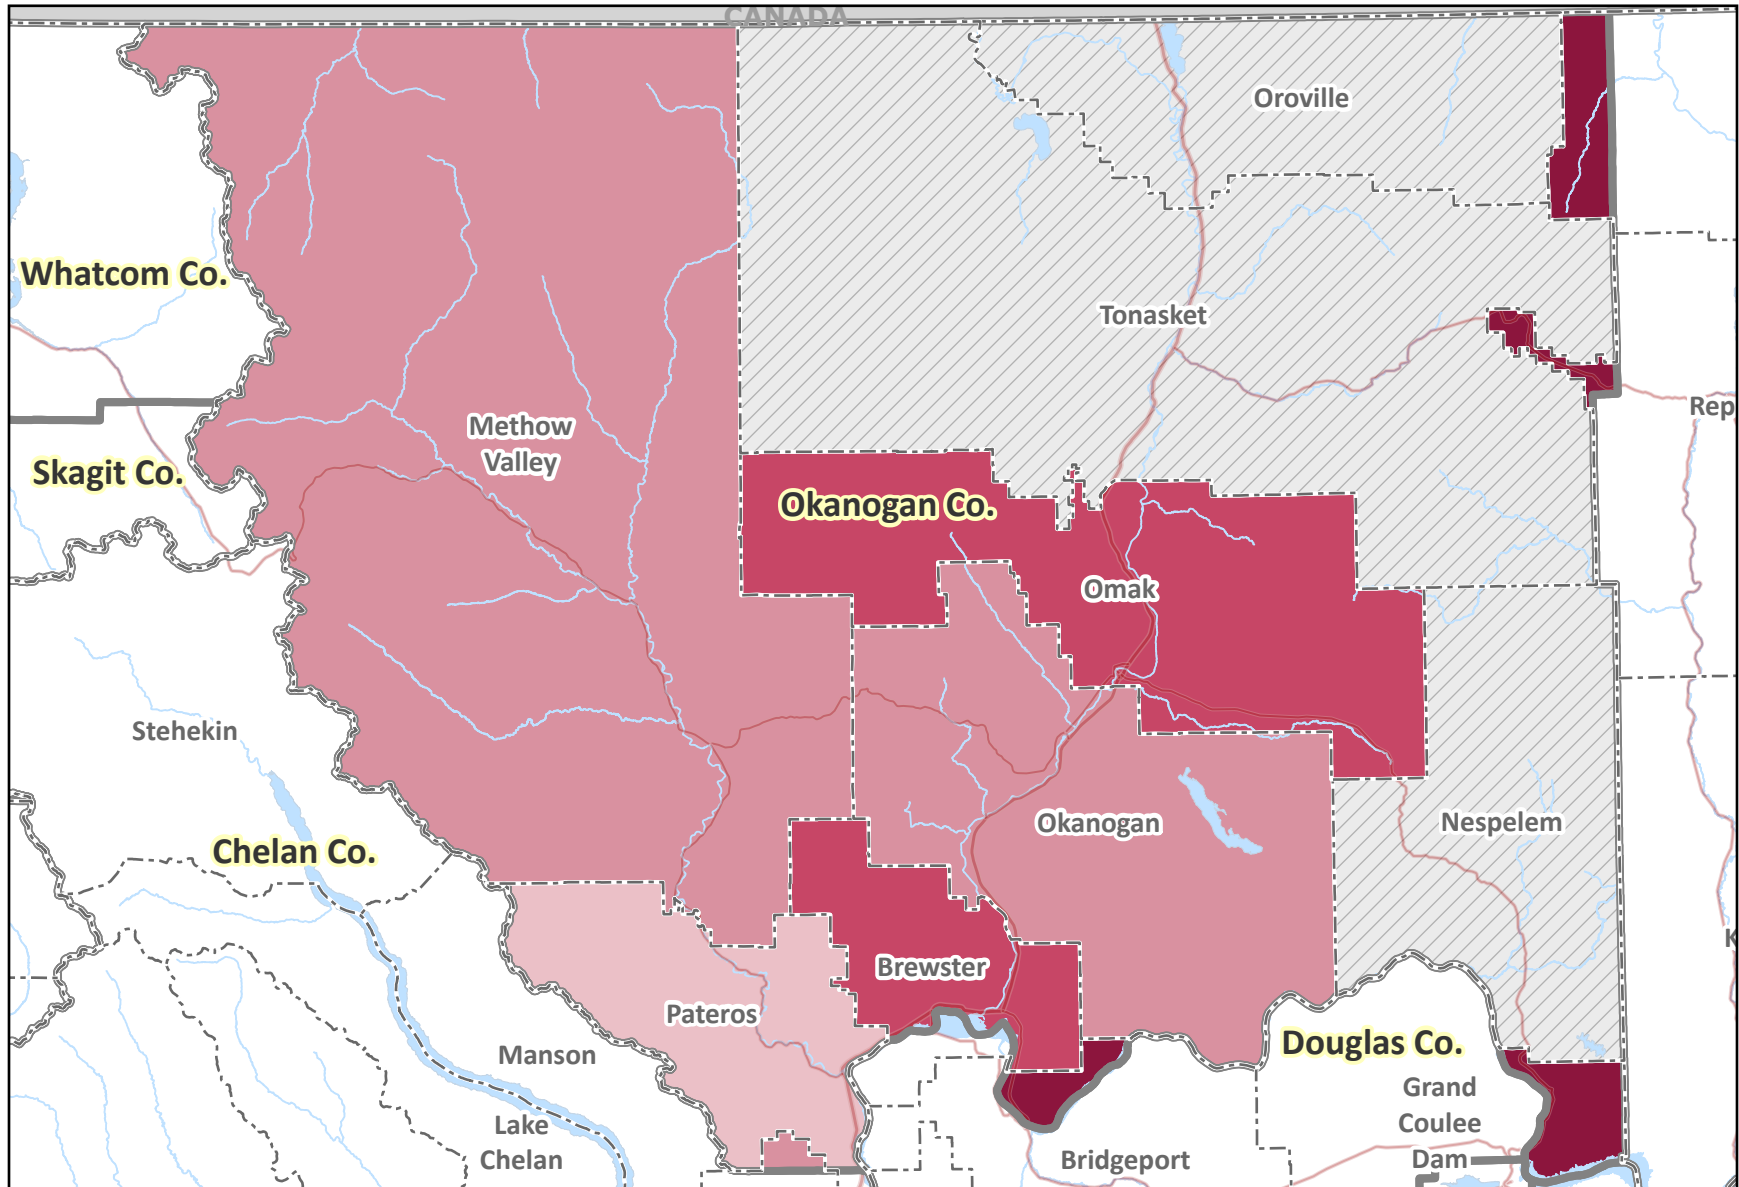 CANADA
Oroville
Whatcom Co.
Tonasket
Rep
Methow
Valley
Skagit Co.
Okanogan Co.
Omak
Stehekin
Okanogan
Nespelem
Chelan Co.
K
Brewster
Pateros
Douglas Co.
Manson
Grand
Coulee
Dam
Lake
Chelan
Bridgeport